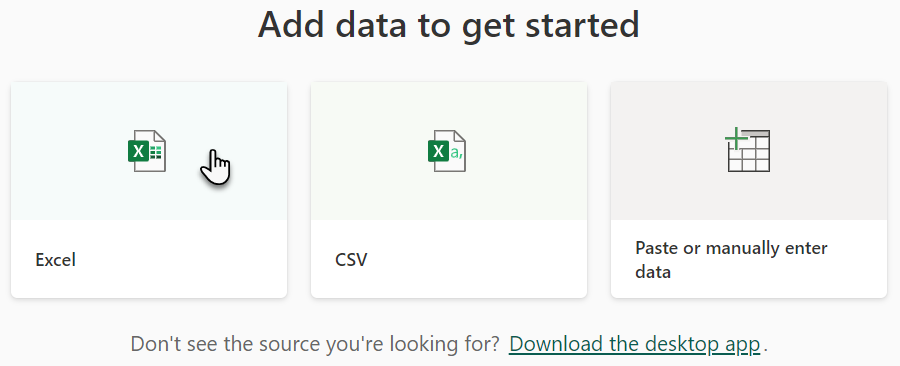 Add data to get started
X
X a,
Excel
CSV
Paste or manually enter
data
Don't see the source you're looking for? Download the desktop app.